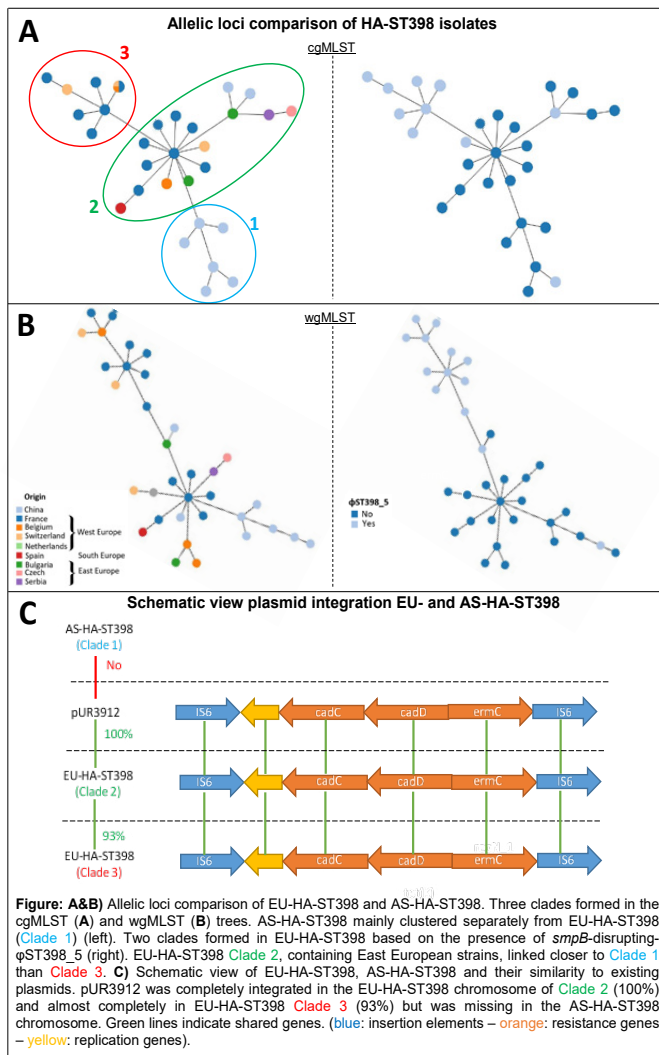 A
Allelic loci comparison of HA-ST398 isolates
cgMLST
3
2
1
B
wgMLST
Origin
China
France
Belgium
Switzerland
Netherlands
West Europe
Spain
South Europe
Bulgaria
Czech
Serbia
East Europe
φST398_5
No
Yes
C
Schematic view plasmid integration EU- and AS-HA-ST398
AS-HA-ST398
(Clade 1)
No
pUR3912
IS6
cadC
cadD
ermC
IS6
100%
EU-HA-ST398
(Clade 2)
IS6
cadC
cadD
ermC
IS6
93%
EU-HA-ST398
(Clade 3)
IS6
cadC
cadD
ermC
IS6
Figure: A&B) Allelic loci comparison of EU-HA-ST398 and AS-HA-ST398. Three clades formed in the
cgMLST (A) and wgMLST (B) trees. AS-HA-ST398 mainly clustered separately from EU-HA-ST398
(Clade 1) (left). Two clades formed in EU-HA-ST398 based on the presence of smpB-disrupting-
φST398_5 (right). EU-HA-ST398 Clade 2, containing East European strains, linked closer to Clade 1
than Clade 3. C) Schematic view of EU-HA-ST398, AS-HA-ST398 and their similarity to existing
plasmids. pUR3912 was completely integrated in the EU-HA-ST398 chromosome of Clade 2 (100%)
and almost completely in EU-HA-ST398 Clade 3 (93%) but was missing in the AS-HA-ST398
chromosome. Green lines indicate shared genes. (blue: insertion elements – orange: resistance genes
– yellow: replication genes).